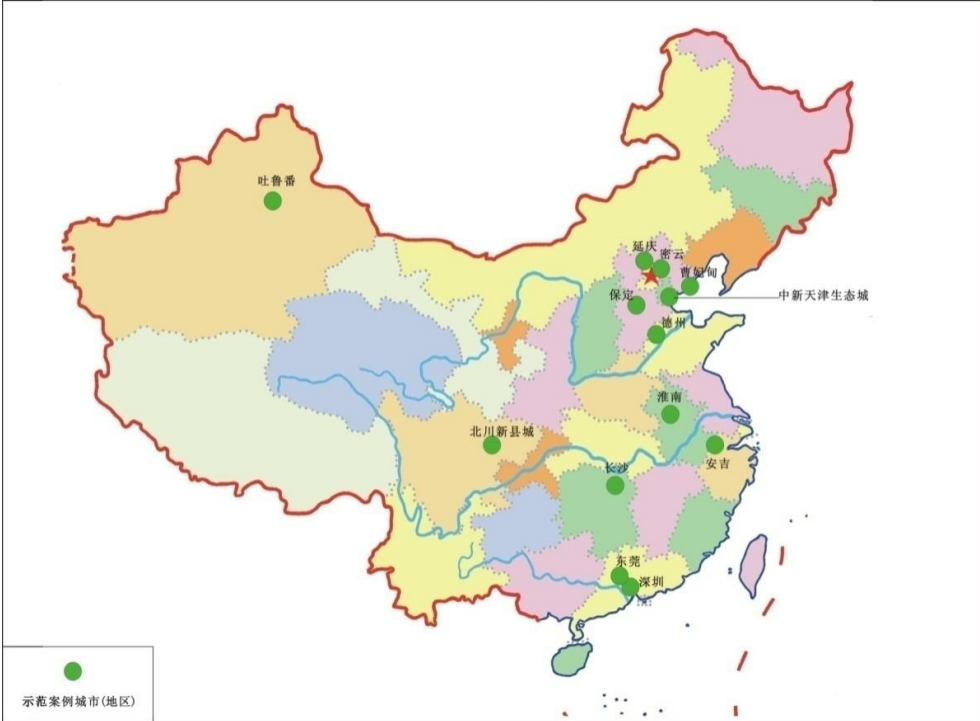 吐鲁番
延庆
密云
曹妃甸
中新天津生态城
保定
德州
淮南
北川新县城
安吉
长沙
东莞
深圳
示范案例城市(地区)